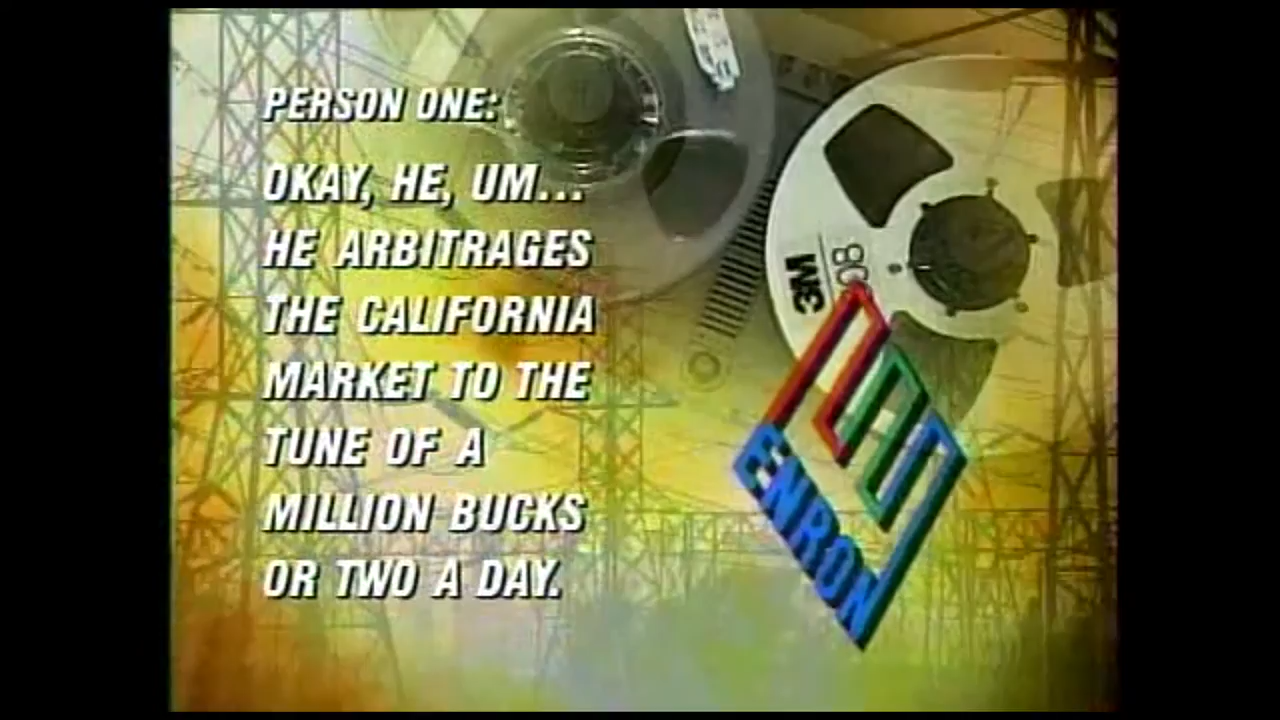 PERSON ONE:
OKAY, HE, UM...
HE ARBITRAGES
THE CALIFORNIA
MARKET TO THE
TUNE OF A
MILLION BUCKS
OR TWO A DAY.
3M
80
ENRON